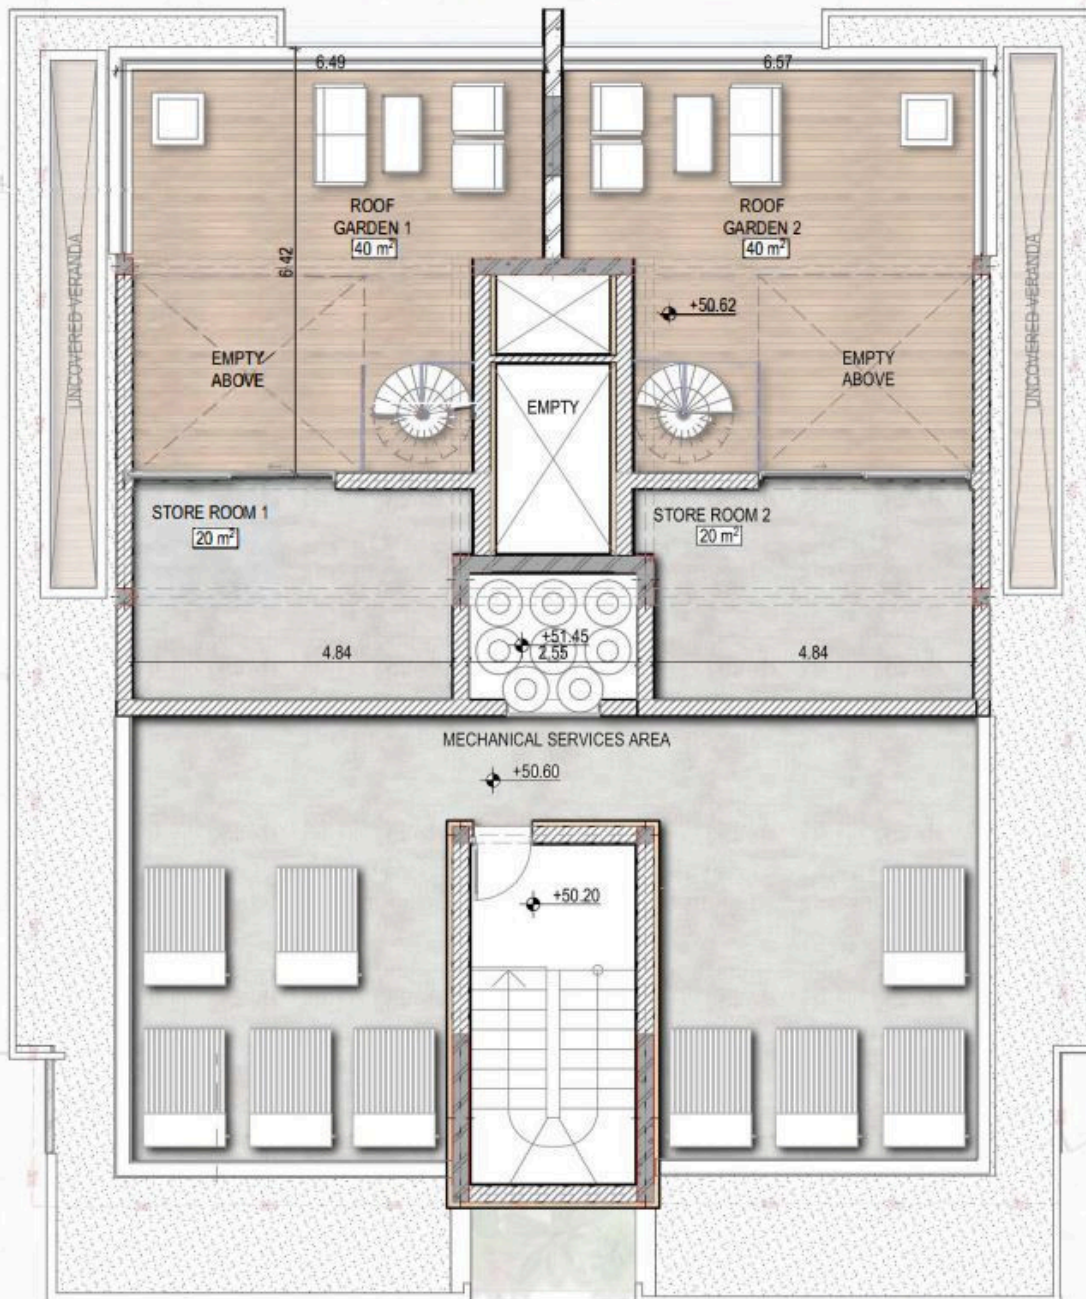 6.49
6.57
ROOF
GARDEN 1
40 m²
ROOF
GARDEN 2
40 m²
6.42
UNCOVERED VERANDA
UNCOVERED VERANDA
+50.62
EMPTY
ABOVE
EMPTY
EMPTY
ABOVE
STORE ROOM 1
20 m²
STORE ROOM 2
20 m²
+51.45
4.84
2.55
4.84
MECHANICAL SERVICES AREA
+50.60
+50.20